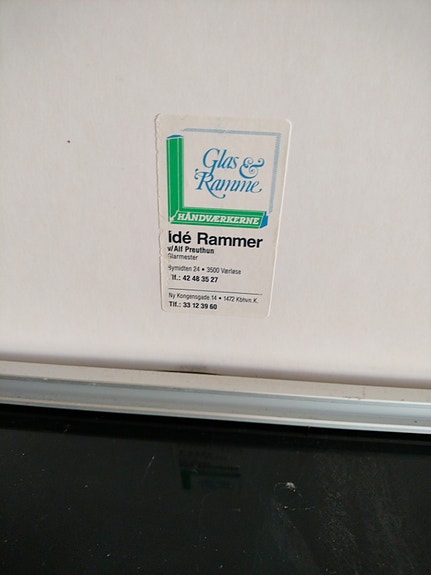 Glas &
Ramme
HÅNDVÆRKERNE
Idé Rammer
v/Alf Preuthun
Glarmester
Bymidten 24 • 3500 Værløse
Tlf.: 42 48 35 27
Ny Kongensgade 14 • 1472 Kbhvn.K.
Tlf.: 33 12 39 60